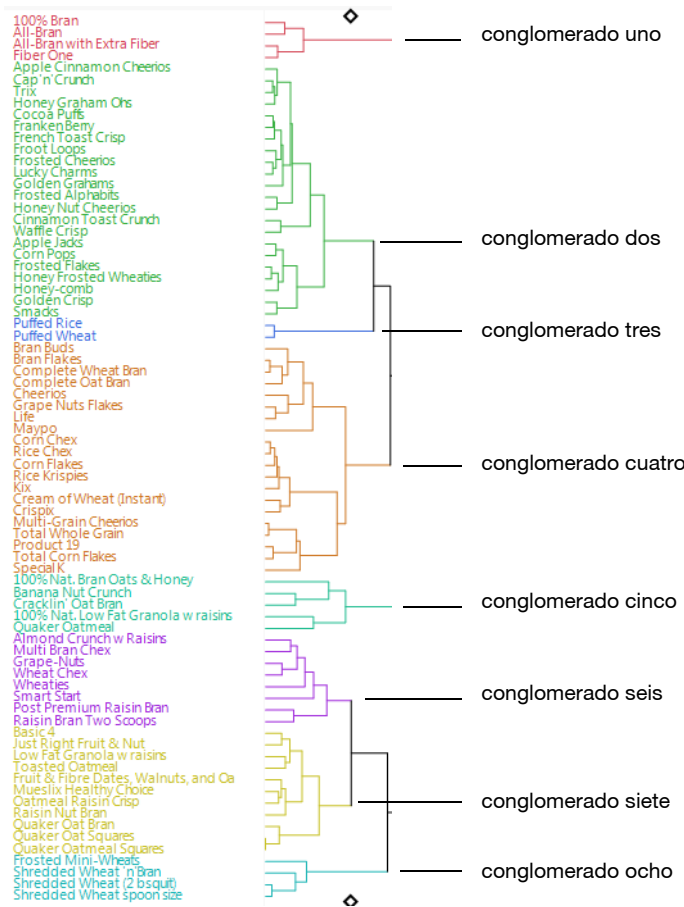 100% Bran
All-Bran
All-Bran with Extra Fiber
Fiber One
Apple Cinnamon Cheerios
Cap'n'Crunch
Trix
Honey Graham Ohs
Cocoa Puffs
FrankenBerry
French Toast Crisp
Froot Loops
Frosted Cheerios
Lucky Charms
Golden Grahams
Frosted Alphabits
Honey Nut Cheerios
Cinnamon Toast Crunch
Waffle Crisp
Apple Jacks
Corn Pops
Frosted Flakes
Honey Frosted Wheaties
Honey-comb
Golden Crisp
Smacks
Puffed Rice
Puffed Wheat
Bran Buds
Bran Flakes
Complete Wheat Bran
Complete Oat Bran
Cheerios
Grape Nuts Flakes
Life
Maypo
Corn Chex
Rice Chex
Corn Flakes
Rice Krispies
Kix
Cream of Wheat (Instant)
Crispix
Multi-Grain Cheerios
Total Whole Grain
Product 19
Total Corn Flakes
Special K
100% Nat. Bran Oats & Honey
Banana Nut Crunch
Cracklin' Oat Bran
100% Nat. Low Fat Granola w raisins
Quaker Oatmeal
Almond Crunch w Raisins
Multi Bran Chex
Grape-Nuts
Wheat Chex
Wheaties
Smart Start
Post Premium Raisin Bran
Raisin Bran Two Scoops
Basic 4
Just Right Fruit & Nut
Low Fat Granola w raisins
Toasted Oatmeal
Fruit & Fibre Dates, Walnuts, and Oa
Mueslix Healthy Choice
Oatmeal Raisin Crisp
Raisin Nut Bran
Quaker Oat Bran
Quaker Oat Squares
Quaker Oatmeal Squares
Frosted Mini-Wheats
Shredded Wheat 'n'Bran
Shredded Wheat (2 bsquit)
Shredded Wheat spoon size
conglomerado uno
conglomerado dos
conglomerado tres
conglomerado cuatro
conglomerado cinco
conglomerado seis
conglomerado siete
conglomerado ocho